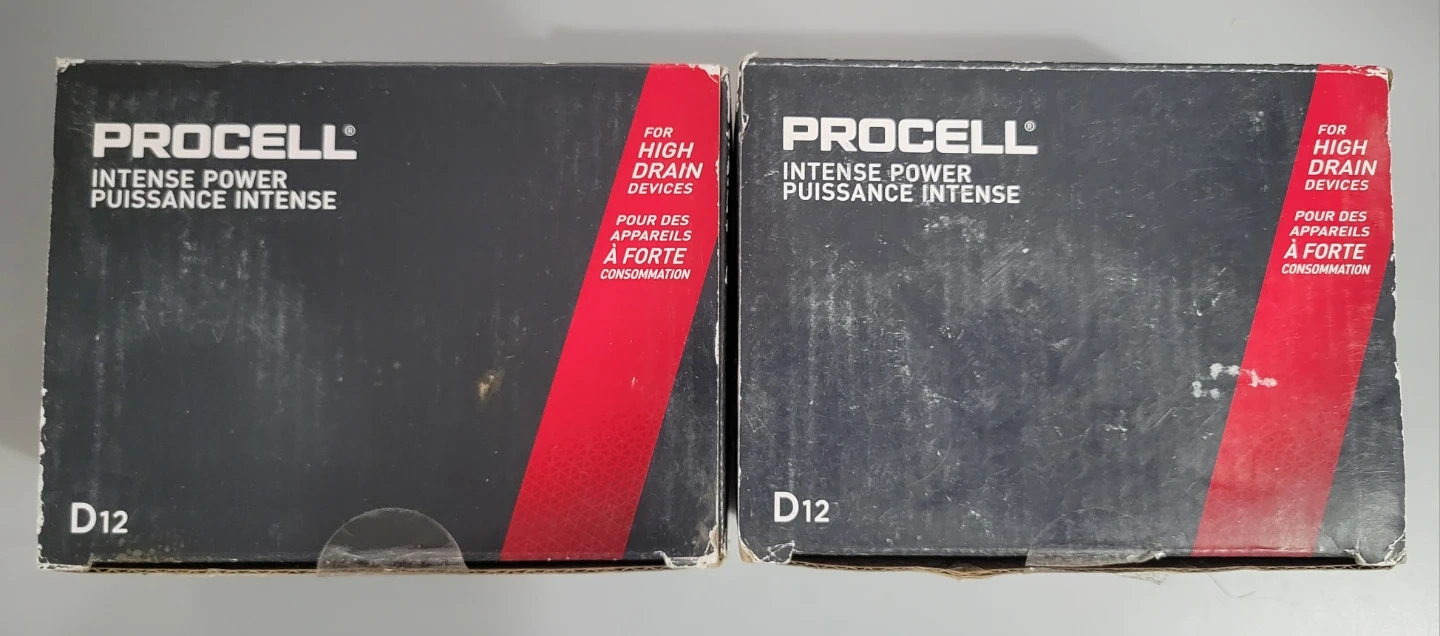 PROCELL®
INTENSE POWER
PUISSANCE INTENSE
FOR
HIGH
DRAIN
DEVICES
POUR DES
APPAREILS
À FORTE
CONSOMMATION
D12
PROCELL®
INTENSE POWER
PUISSANCE INTENSE
FOR
HIGH
DRAIN
DEVICES
POUR DES
APPAREILS
À FORTE
CONSOMMATION
D12